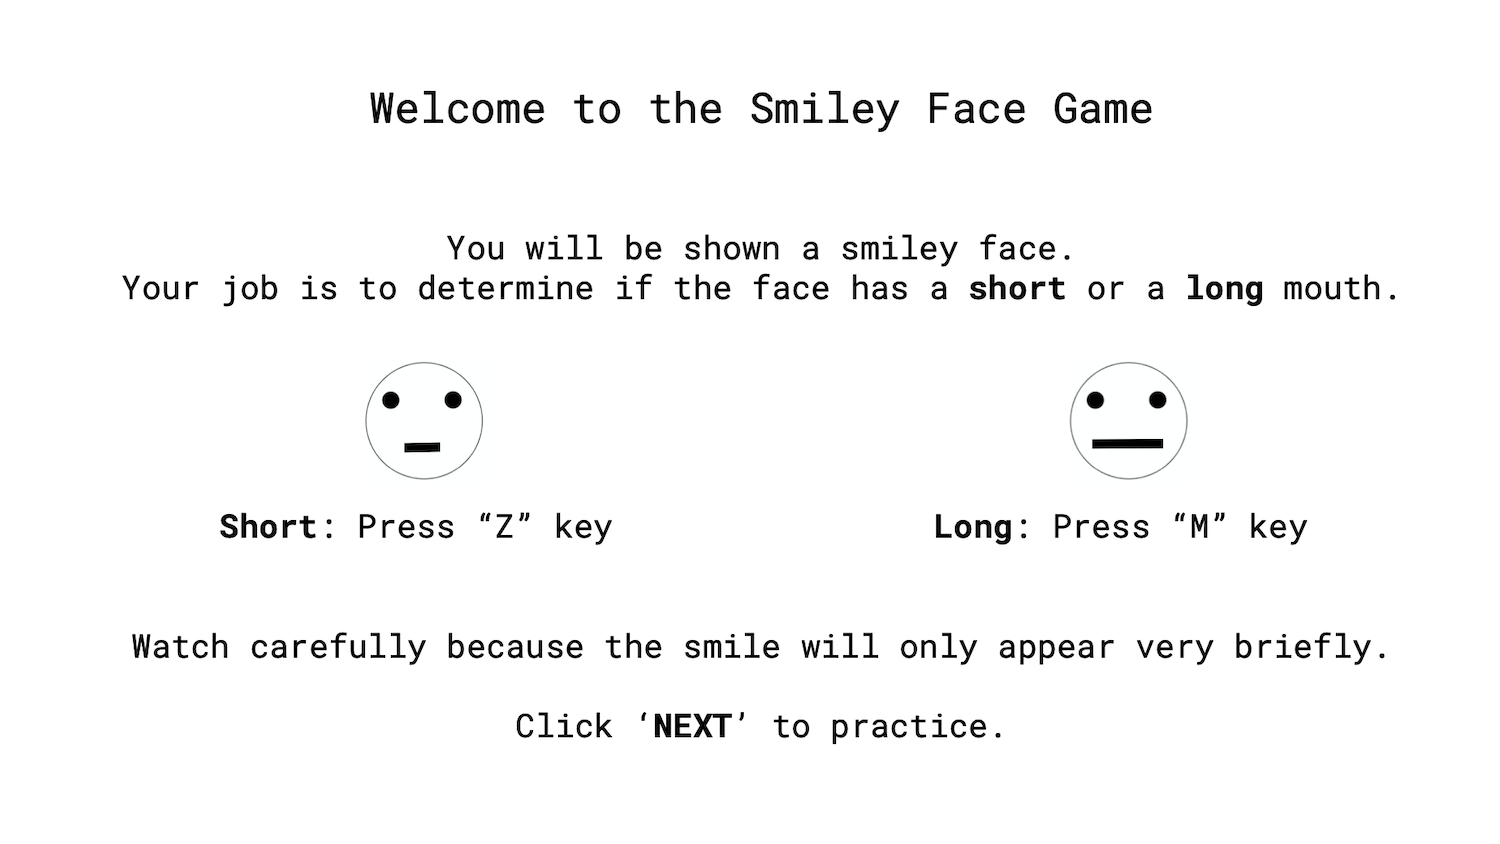 Welcome to the Smiley Face Game
You will be shown a smiley face.
Your job is to determine if the face has a short or a long mouth.
Short: Press “Z” key
Long: Press “M” key
Watch carefully because the smile will only appear very briefly.
Click ‘NEXT’ to practice.